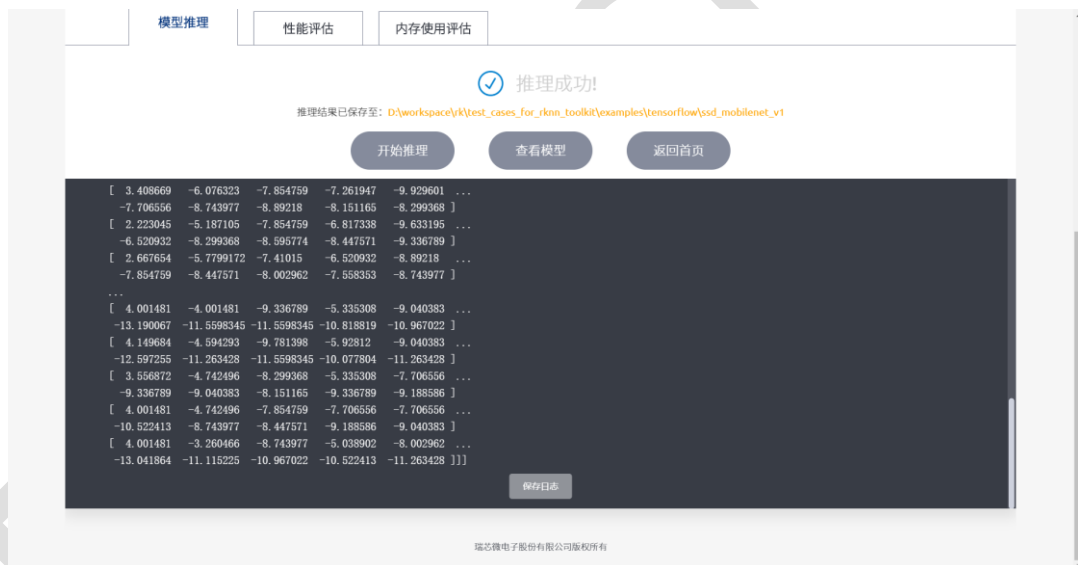 模型推理 性能评估 内存使用评估
推理成功!
推理结果已保存至：D:\workspace\rk\test_cases_for_rknn_toolkit\examples\tensorflow\ssd_mobilenet_v1
开始推理 查看模型 返回首页
[ 3.408669 -6.076323 -7.854759 -7.261947 -9.929601 ...
-7.706556 -8.743977 -8.89218 -8.151165 -8.299368 ]
[ 2.223045 -5.187105 -7.854759 -6.817338 -9.633195 ...
-6.520932 -8.299368 -8.595774 -8.447571 -9.336789 ]
[ 2.667654 -5.7799172 -7.41015 -6.520932 -8.89218 ...
-7.854759 -8.447571 -8.002962 -7.558353 -8.743977 ]
...
[ 4.001481 -4.001481 -9.336789 -5.335308 -9.040383 ...
-13.190067 -11.5598345 -11.5598345 -10.818819 -10.967022 ]
[ 4.149684 -4.594293 -9.781398 -5.92812 -9.040383 ...
-12.597255 -11.263428 -11.5598345 -10.077804 -11.263428 ]
[ 3.556872 -4.742496 -8.299368 -5.335308 -7.706556 ...
-9.336789 -9.040383 -8.151165 -9.336789 -9.188586 ]
[ 4.001481 -4.742496 -7.854759 -7.706556 -7.706556 ...
-10.522413 -8.743977 -8.447571 -9.188586 -9.040383 ]
[ 4.001481 -3.260466 -8.743977 -5.038902 -8.002962 ...
-13.041864 -11.115225 -10.967022 -10.522413 -11.263428 ]]]
保存日志
瑞芯微电子股份有限公司版权所有